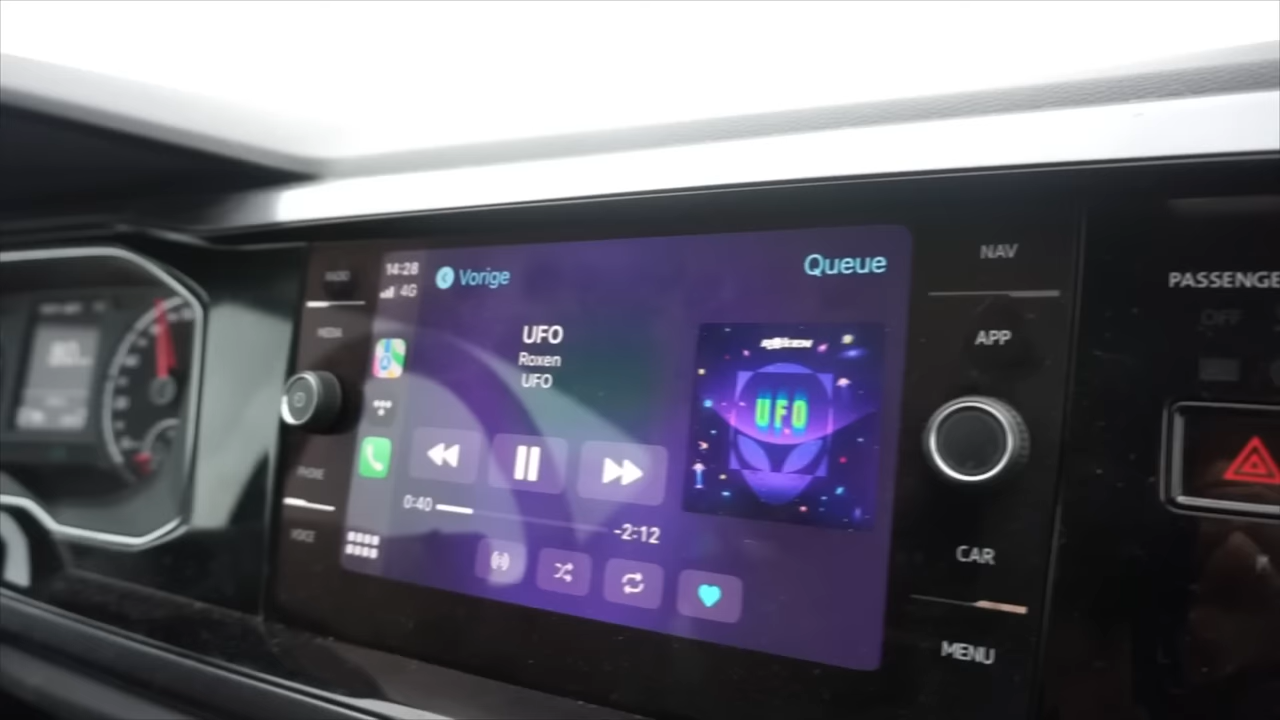 RADIO
MEDIA
PHONE
VOICE
14:28
4G
Vorige
Queue
UFO
Roxen
UFO
0:40
-2:12
UFO
NAV
APP
CAR
MENU
PASSENGE
OFF